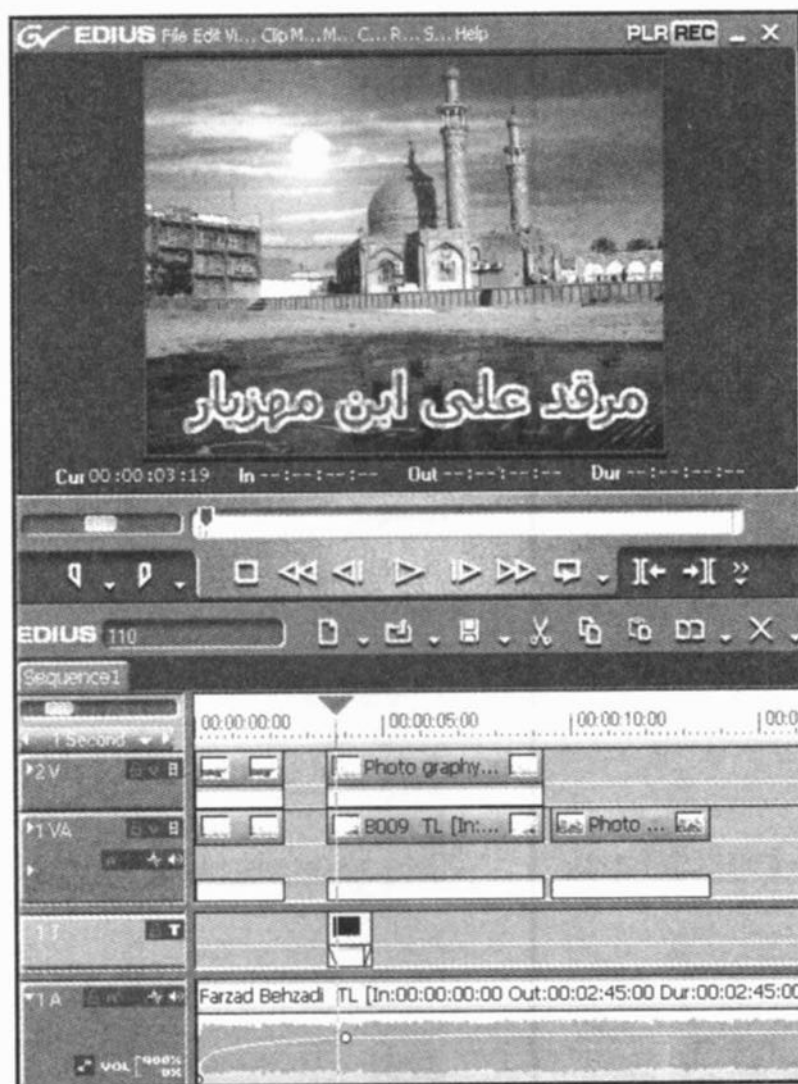 EDIUS File Edit Vi... Clip M...M... C... R... S... Help PLR REC
مرقد علی ابن مهزیار
Cur 00:00:03:19 In --:--:--:-- Out --:--:--:-- Dur --:--:--:--
EDIUS 110
Sequence1
00:00:00:00 00:00:05:00 00:00:10:00
1 Second
2 V Photo graphy...
1 VA B009 TL [In:... Photo ...
1 T T
1 A Farzad Behzadi TL [In:00:00:00:00 Out:00:02:45:00 Dur:00:02:45:00
VOL